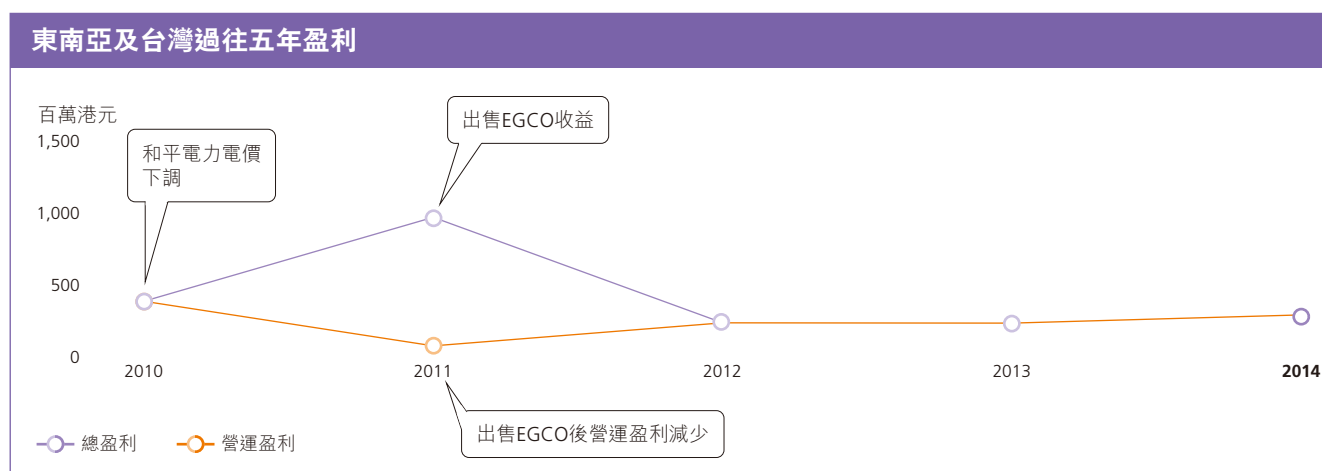 東南亞及台灣過往五年盈利
百萬港元
1,500
1,000
500
0
和平電力電價
下調
出售EGCO收益
2010
2011
2012
2013
2014
出售EGCO後營運盈利減少
總盈利
營運盈利